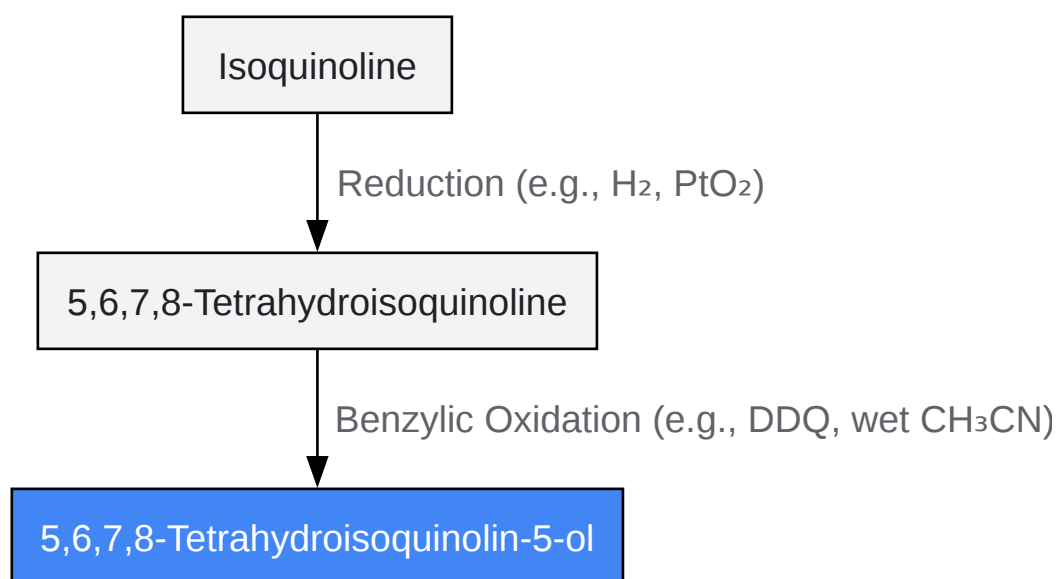 Isoquinoline
Reduction (e.g., H₂, PtO₂)
5,6,7,8-Tetrahydroisoquinoline
Benzylic Oxidation (e.g., DDQ, wet CH₃CN)
5,6,7,8-Tetrahydroisoquinolin-5-ol